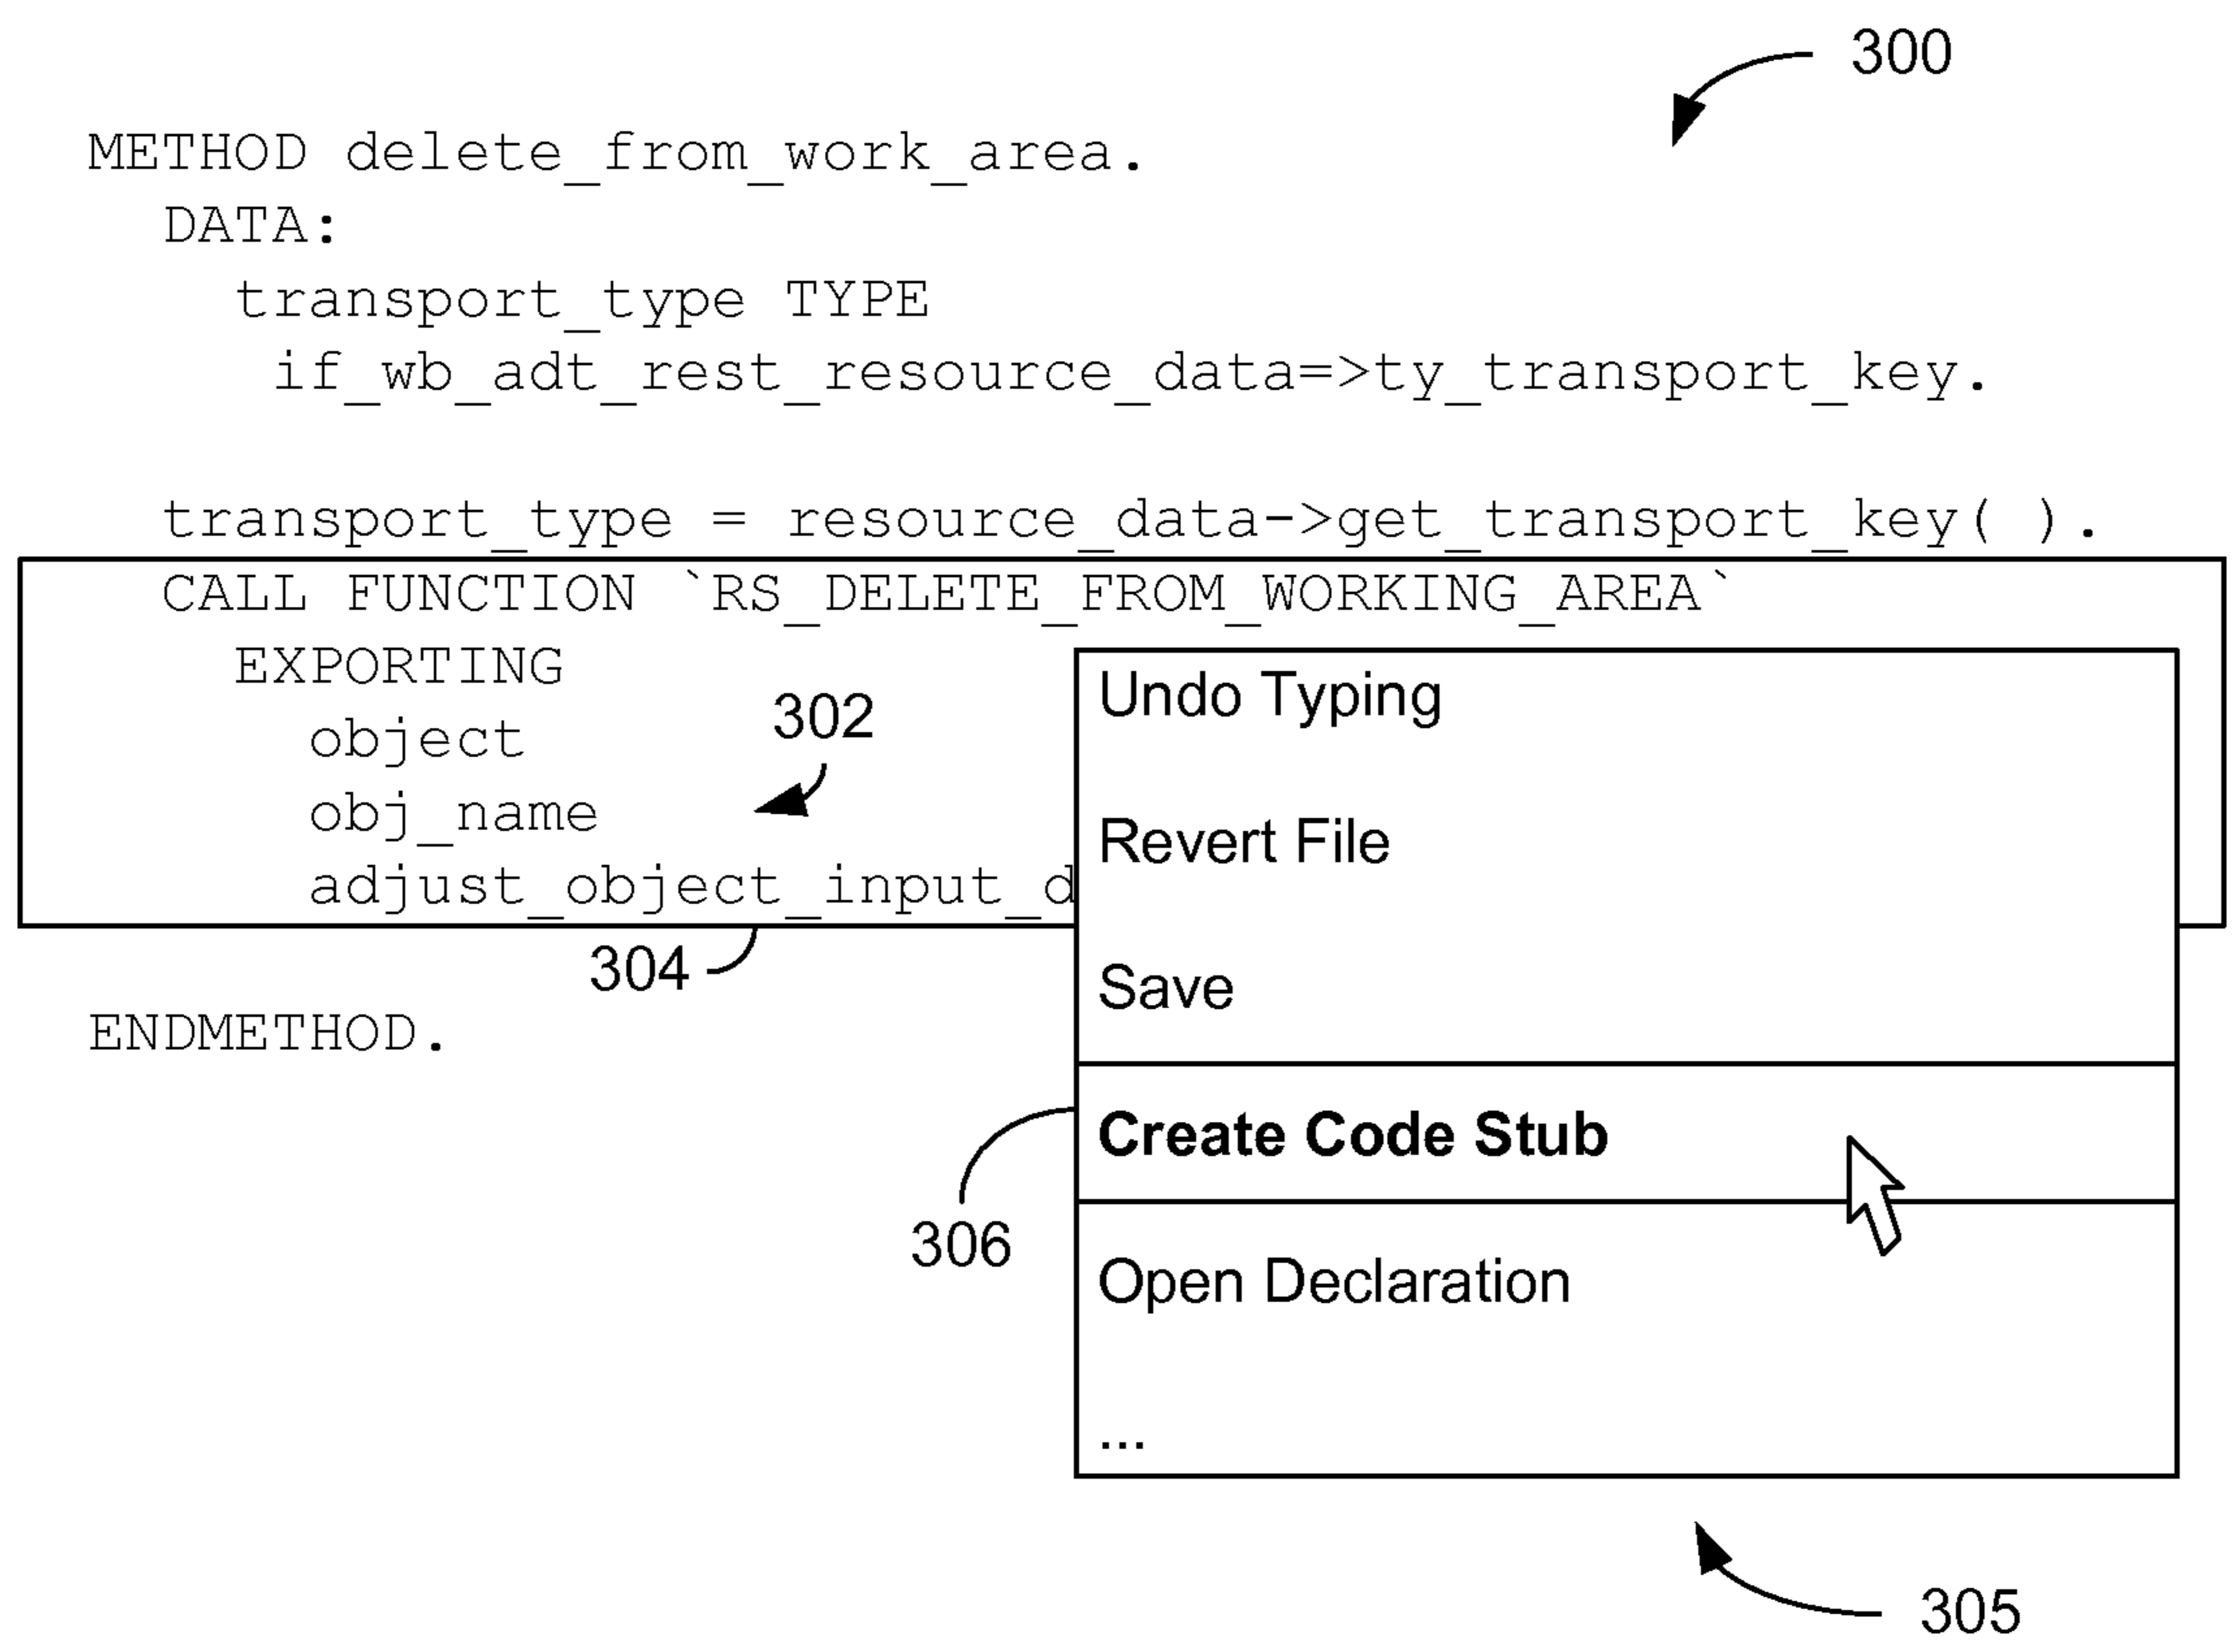 300
METHOD delete_from_work_area.
DATA:
transport_type TYPE
if_wb_adt_rest_resource_data=>ty_transport_key.
transport_type = resource_data->get_transport_key( ).
CALL FUNCTION `RS_DELETE_FROM_WORKING_AREA`
EXPORTING
object
302
obj_name
adjust_object_input_d
304
ENDMETHOD.
Undo Typing
Revert File
Save
Create Code Stub
306
Open Declaration
...
305